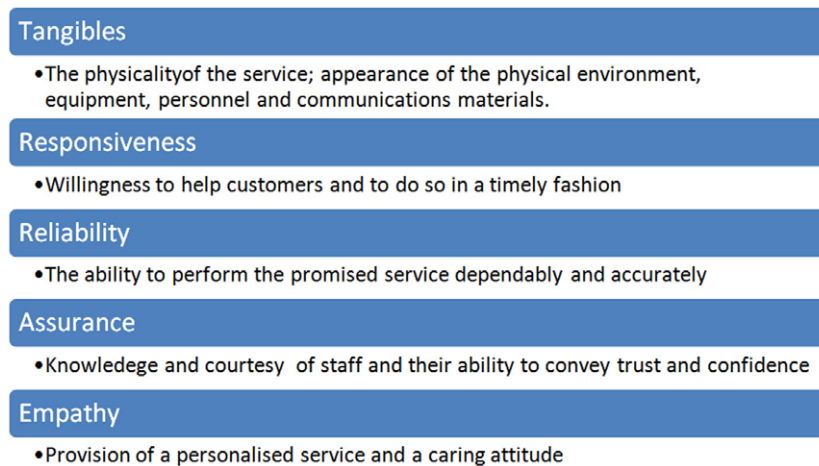 Tangibles
•The physicalityof the service; appearance of the physical environment,
equipment, personnel and communications materials.
Responsiveness
•Willingness to help customers and to do so in a timely fashion
Reliability
•The ability to perform the promised service dependably and accurately
Assurance
•Knowledege and courtesy of staff and their ability to convey trust and confidence
Empathy
•Provision of a personalised service and a caring attitude